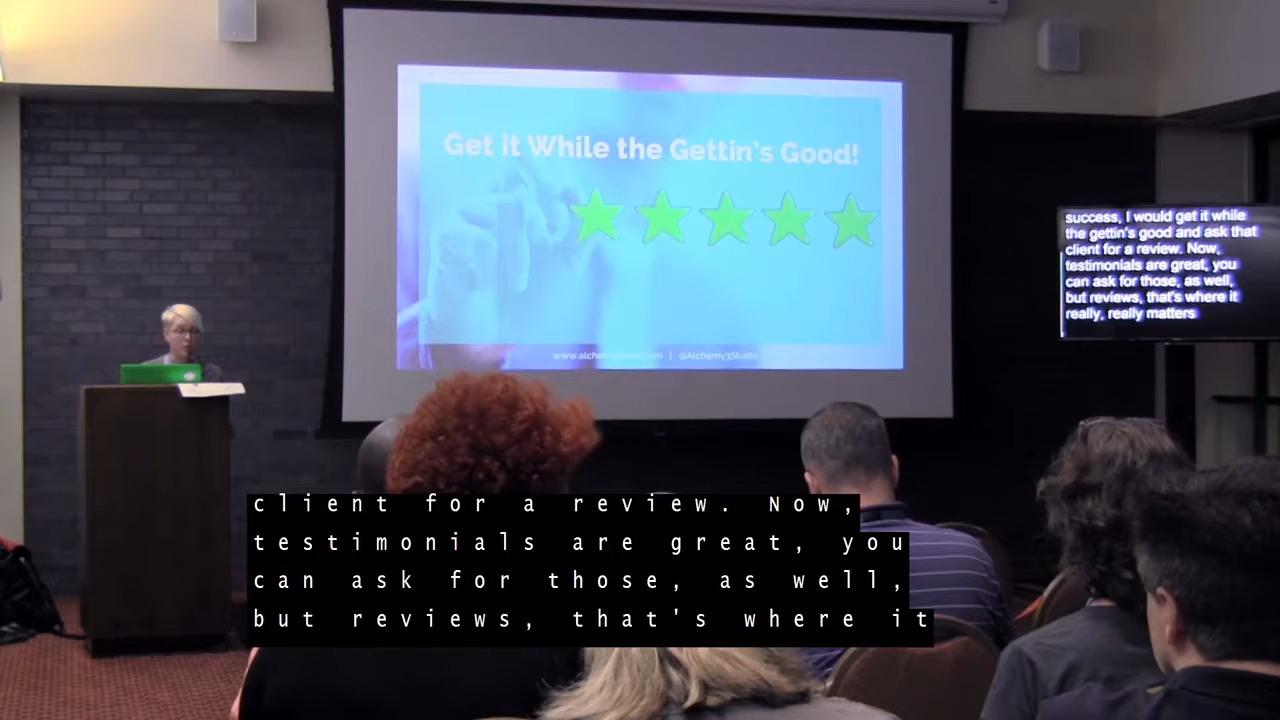 Get it While the Gettin's Good!
| @Alchemy3Studio
success, I would get it while
the gettin's good and ask that
client for a review. Now,
testimonials are great, you
can ask for those, as well,
but reviews, that's where it
really, really matters
client for a review. Now,
testimonials are great, you
can ask for those, as well,
but reviews, that's where it